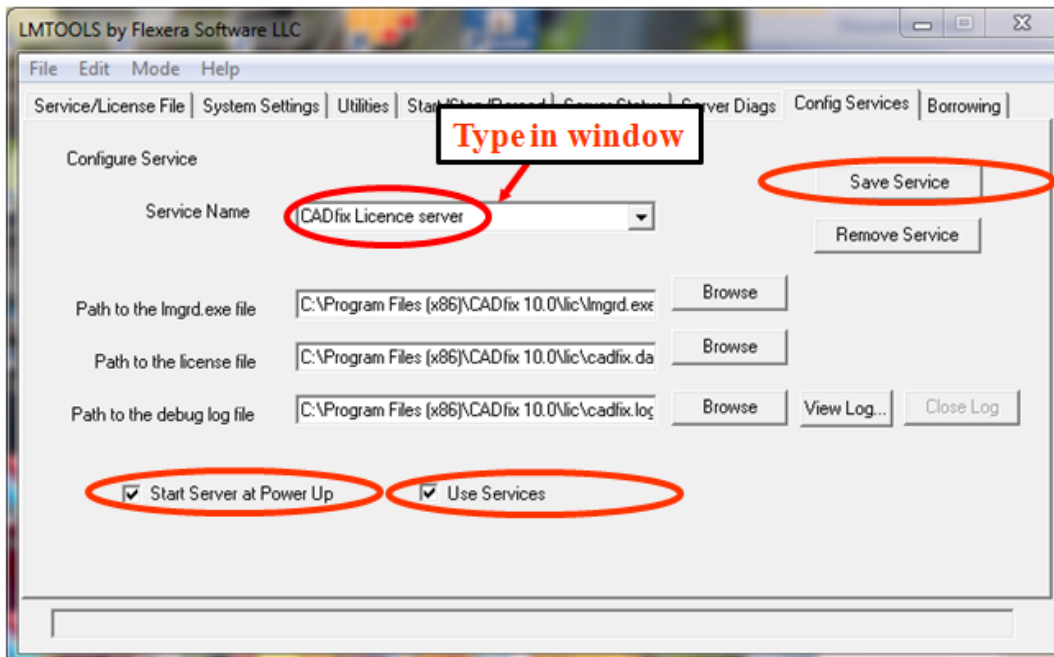 LMTOOLS by Flexera Software LLC
File Edit Mode Help
Service/License File System Settings Utilities Server Diags Config Services Borrowing
Type in window
Configure Service
Save Service
Service Name CADfix Licence server
Remove Service
Path to the lmgrd.exe file C:\Program Files (x86)\CADfix 10.0\lic\lmgrd.exe Browse
Path to the license file C:\Program Files (x86)\CADfix 10.0\lic\cadfix.da Browse
Path to the debug log file C:\Program Files (x86)\CADfix 10.0\lic\cadfix.log Browse View Log... Close Log
Start Server at Power Up Use Services